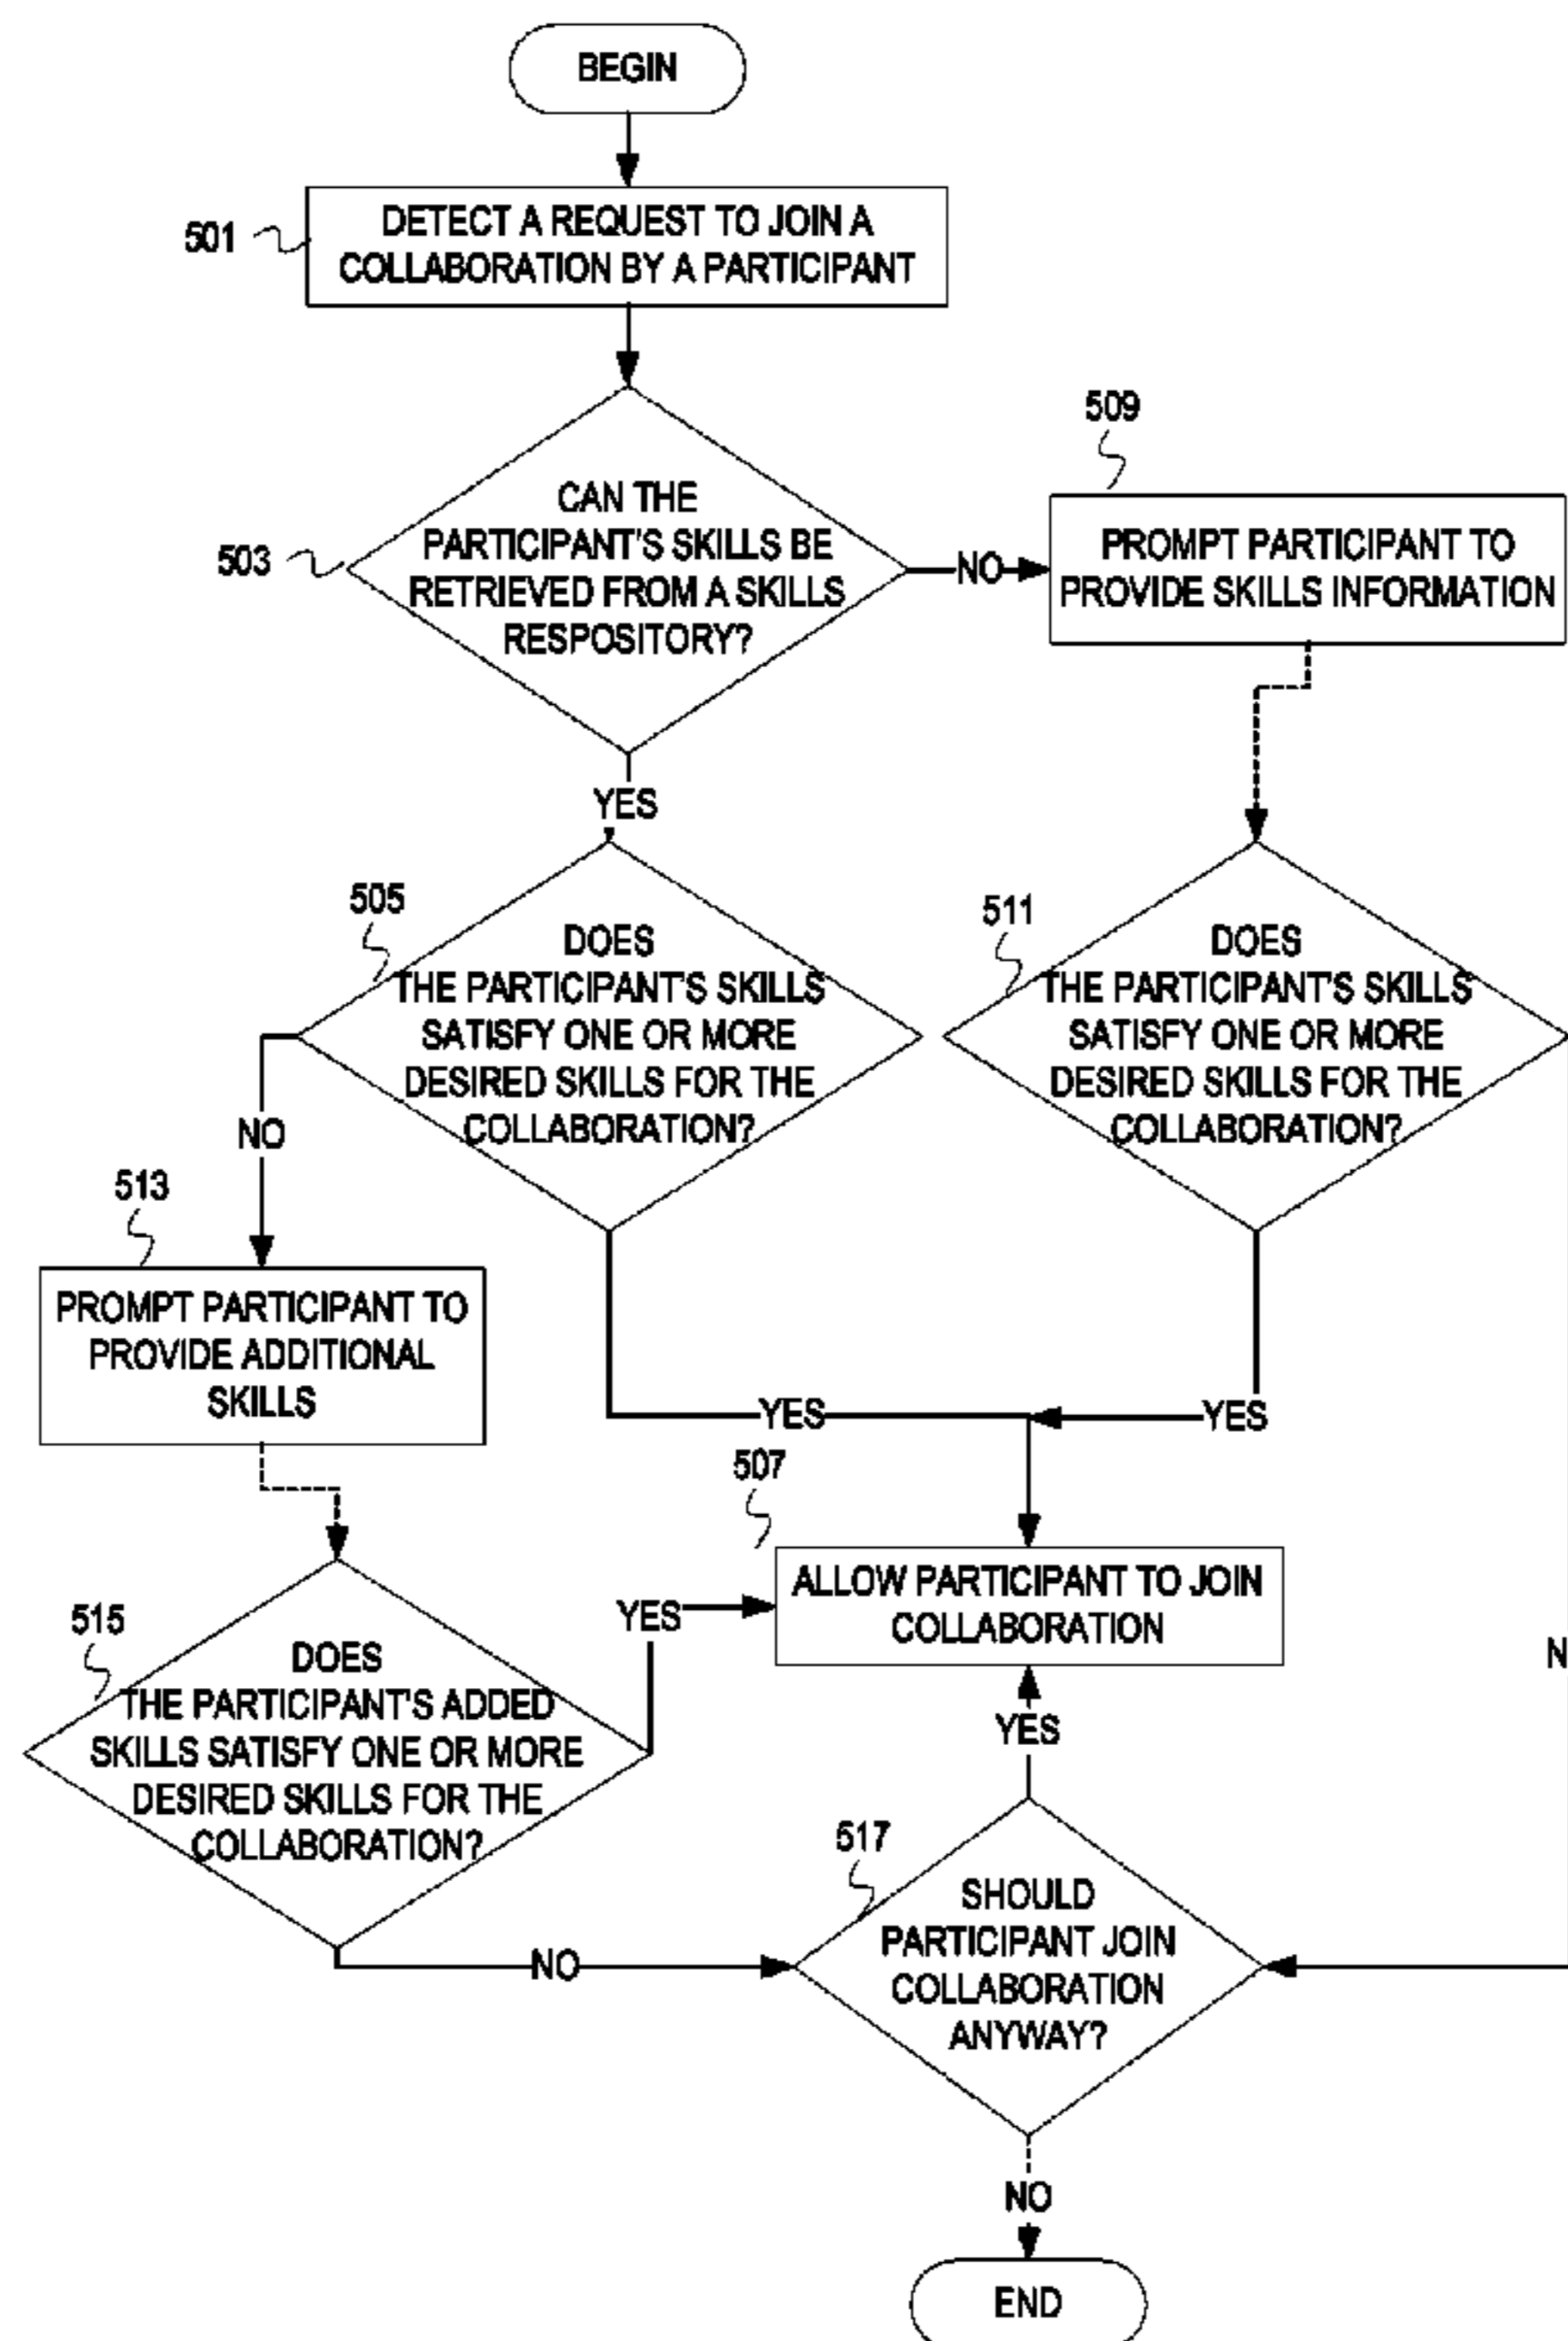 BEGIN
501
DETECT A REQUEST TO JOIN A
COLLABORATION BY A PARTICIPANT
503
CAN THE
PARTICIPANT'S SKILLS BE
RETRIEVED FROM A SKILLS
RESPOSITORY?
NO
509
PROMPT PARTICIPANT TO
PROVIDE SKILLS INFORMATION
YES
505
DOES
THE PARTICIPANT'S SKILLS
SATISFY ONE OR MORE
DESIRED SKILLS FOR THE
COLLABORATION?
511
DOES
THE PARTICIPANT'S SKILLS
SATISFY ONE OR MORE
DESIRED SKILLS FOR THE
COLLABORATION?
NO
513
PROMPT PARTICIPANT TO
PROVIDE ADDITIONAL
SKILLS
YES
YES
507
ALLOW PARTICIPANT TO JOIN
COLLABORATION
515
DOES
THE PARTICIPANT'S ADDED
SKILLS SATISFY ONE OR MORE
DESIRED SKILLS FOR THE
COLLABORATION?
YES
YES
NO
517
SHOULD
PARTICIPANT JOIN
COLLABORATION
ANYWAY?
NO
END